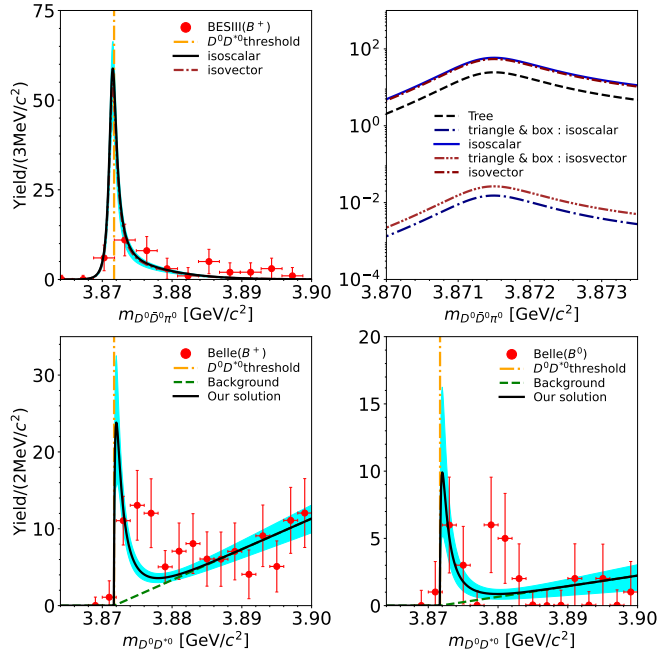 75
50
25
0
3.87
3.88
3.89
3.90
Yield/(3MeV/c²)
m_{D⁰D̄⁰π⁰} [GeV/c²]
BESIII(B⁺)
D⁰D*⁰threshold
isoscalar
isovector
10²
10⁰
10⁻²
10⁻⁴
3.870
3.871
3.872
3.873
m_{D⁰D̄⁰π⁰} [GeV/c²]
Tree
triangle & box : isoscalar
isoscalar
triangle & box : isosvector
isovector
30
20
10
0
3.87
3.88
3.89
3.90
Yield/(2MeV/c²)
m_{D⁰D*⁰} [GeV/c²]
Belle(B⁺)
D⁰D*⁰threshold
Background
Our solution
20
15
10
5
0
3.87
3.88
3.89
3.90
m_{D⁰D*⁰} [GeV/c²]
Belle(B⁰)
D⁰D*⁰threshold
Background
Our solution